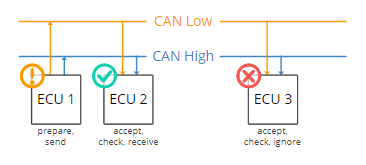 CAN Low
CAN High
ECU 1
ECU 2
ECU 3
prepare,
send
accept,
check, receive
accept,
check, ignore